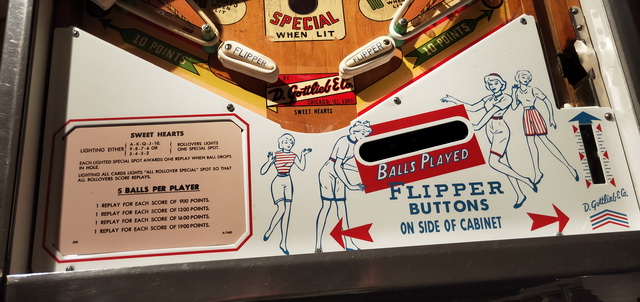 SPECIAL
WHEN LIT
10 POINTS
10 POINTS
FLIPPER
FLIPPER
D. Gottlieb & Co.
CHICAGO, ILL.
SWEET HEARTS
SWEET HEARTS
LIGHTING EITHER A-K-Q-J-10, 9-8-7-6 OR 5-4-3-2 ROLLOVERS LIGHTS ONE SPECIAL SPOT.
EACH LIGHTED SPECIAL SPOT AWARDS ONE REPLAY WHEN BALL DROPS
IN HOLE.
LIGHTING ALL CARDS LIGHTS "ALL ROLLOVER SPECIAL" SPOT SO THAT
ALL ROLLOVERS SCORE REPLAYS.
5 BALLS PER PLAYER
1 REPLAY FOR EACH SCORE OF 900 POINTS.
1 REPLAY FOR EACH SCORE OF 1200 POINTS.
1 REPLAY FOR EACH SCORE OF 1600 POINTS.
1 REPLAY FOR EACH SCORE OF 1900 POINTS.
BALLS PLAYED
FLIPPER
BUTTONS
ON SIDE OF CABINET
D. Gottlieb & Co.